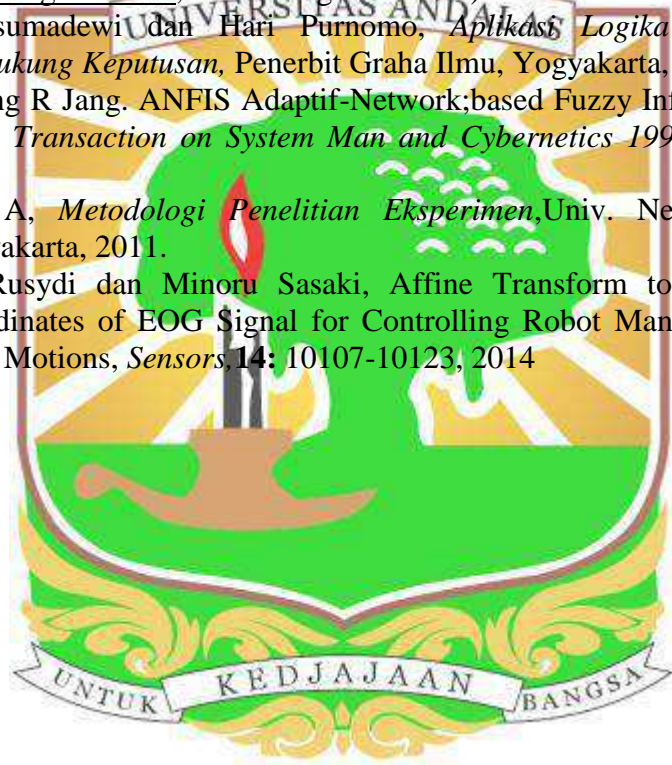 UNIVERSITAS ANDALAS
sumadewi dan Hari Purnomo, Aplikasi Logika
ukung Keputusan, Penerbit Graha Ilmu, Yogyakarta,
ng R Jang. ANFIS Adaptif-Network;based Fuzzy Inf
Transaction on System Man and Cybernetics 199
A, Metodologi Penelitian Eksperimen,Univ. Ne
yakarta, 2011.
Rusydi dan Minoru Sasaki, Affine Transform to
dinates of EOG Signal for Controlling Robot Man
Motions, Sensors,14: 10107-10123, 2014
UNTUK KEDJAJAAN BANGSA